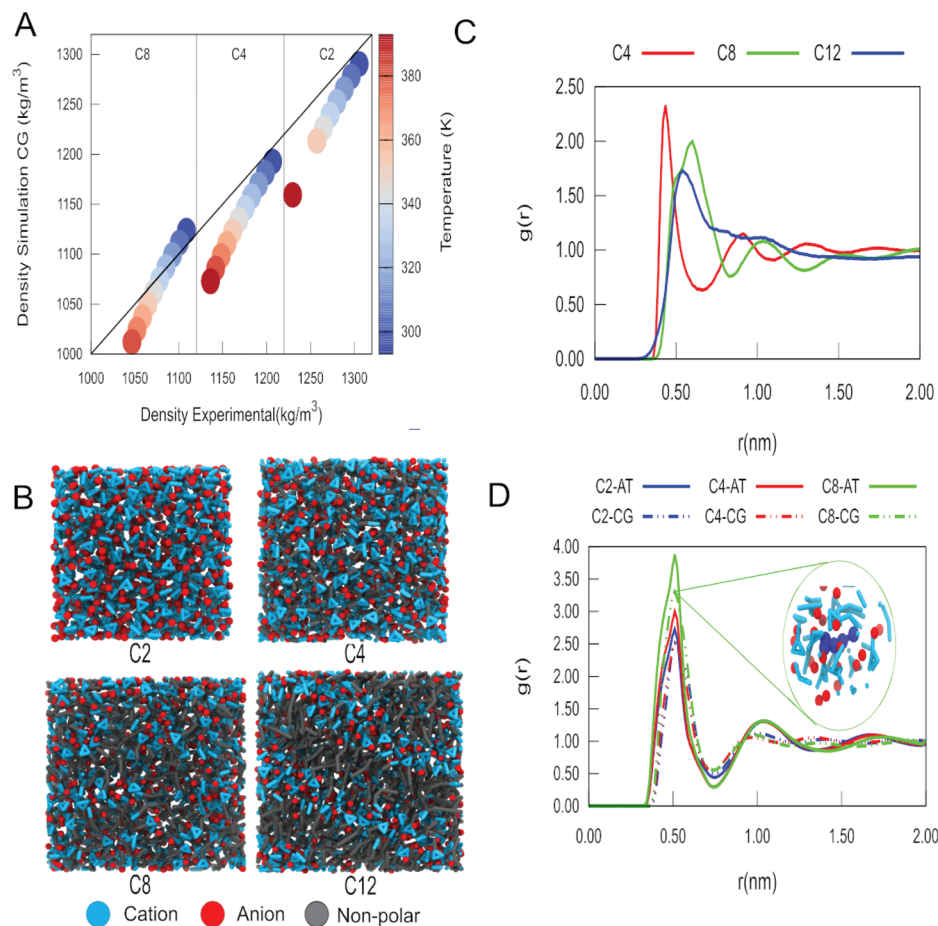 A
C8 C4 C2
1300
1250
1200
1150
1100
1050
1000
1000 1050 1100 1150 1200 1250 1300
Density Simulation CG (kg/m³)
Density Experimental(kg/m³)
380
360
340
320
300
Temperature (K)
C
C4 C8 C12
2.50
2.00
1.50
1.00
0.50
0.00
0.00 0.50 1.00 1.50 2.00
g(r)
r(nm)
B
C2 C4
C8 C12
Cation Anion Non-polar
D
C2-AT C4-AT C8-AT
C2-CG C4-CG C8-CG
4.00
3.50
3.00
2.50
2.00
1.50
1.00
0.50
0.00
0.00 0.50 1.00 1.50 2.00
g(r)
r(nm)